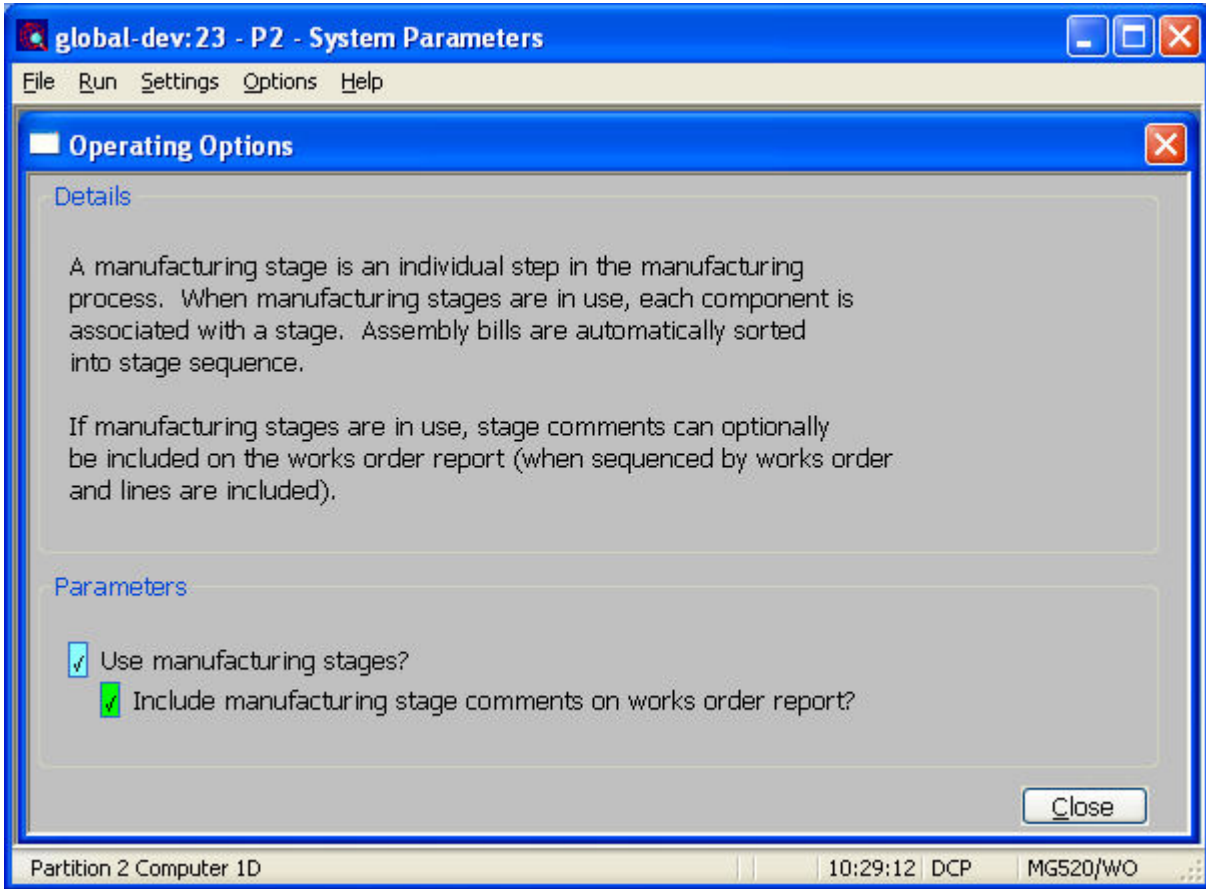 global-dev:23 - P2 - System Parameters
File Run Settings Options Help
Operating Options
Details
A manufacturing stage is an individual step in the manufacturing
process.  When manufacturing stages are in use, each component is
associated with a stage.  Assembly bills are automatically sorted
into stage sequence.
If manufacturing stages are in use, stage comments can optionally
be included on the works order report (when sequenced by works order
and lines are included).
Parameters
Use manufacturing stages?
Include manufacturing stage comments on works order report?
Close
Partition 2 Computer 1D 10:29:12 DCP MG520/WO